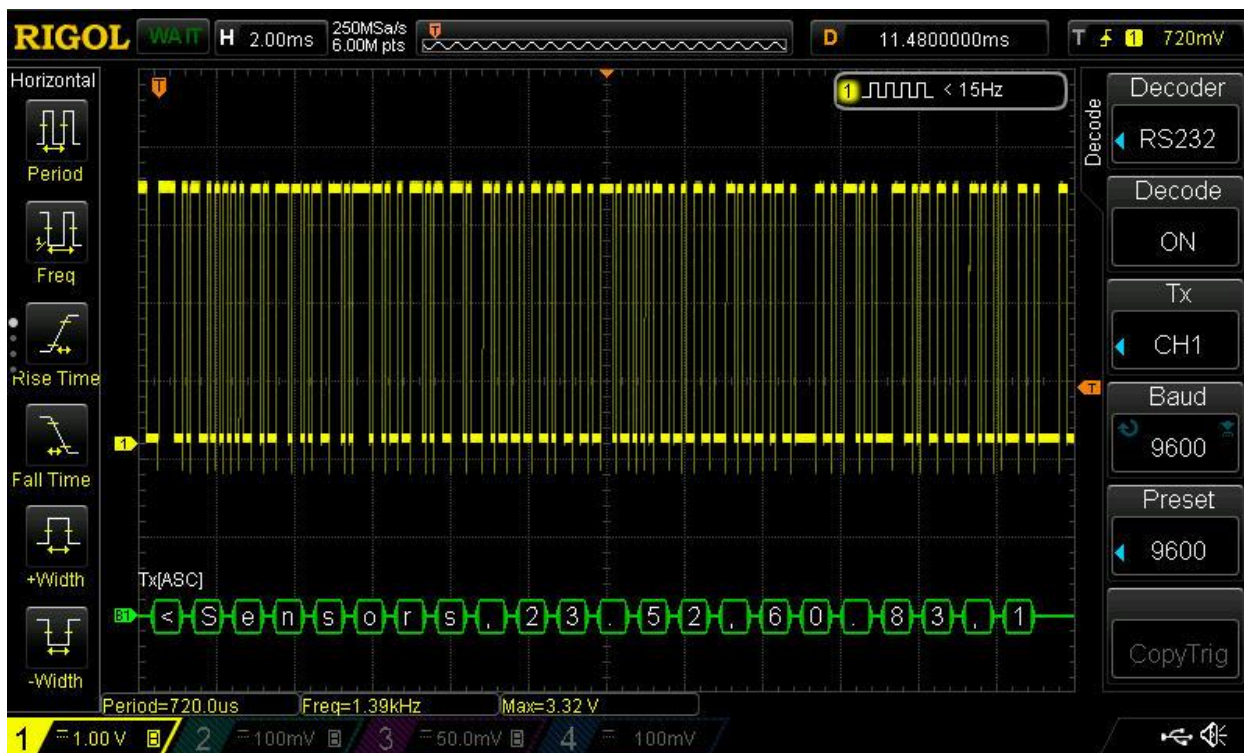 RIGOL WAIT H 2.00ms 250MSa/s 6.00M pts T D 11.4800000ms T 1 720mV
Horizontal
Period
Freq
Rise Time
Fall Time
+Width
-Width
T
1 < 15Hz
T
1
Tx[ASC]
B1 < S e n s o r s , 2 3 . 5 2 , 6 0 . 8 3 , 1
Decode
Decoder
RS232
Decode
ON
Tx
CH1
Baud
9600
Preset
9600
CopyTrig
Period=720.0us Freq=1.39kHz Max=3.32 V
1 1.00 V B 2 100mV B 3 50.0mV B 4 100mV